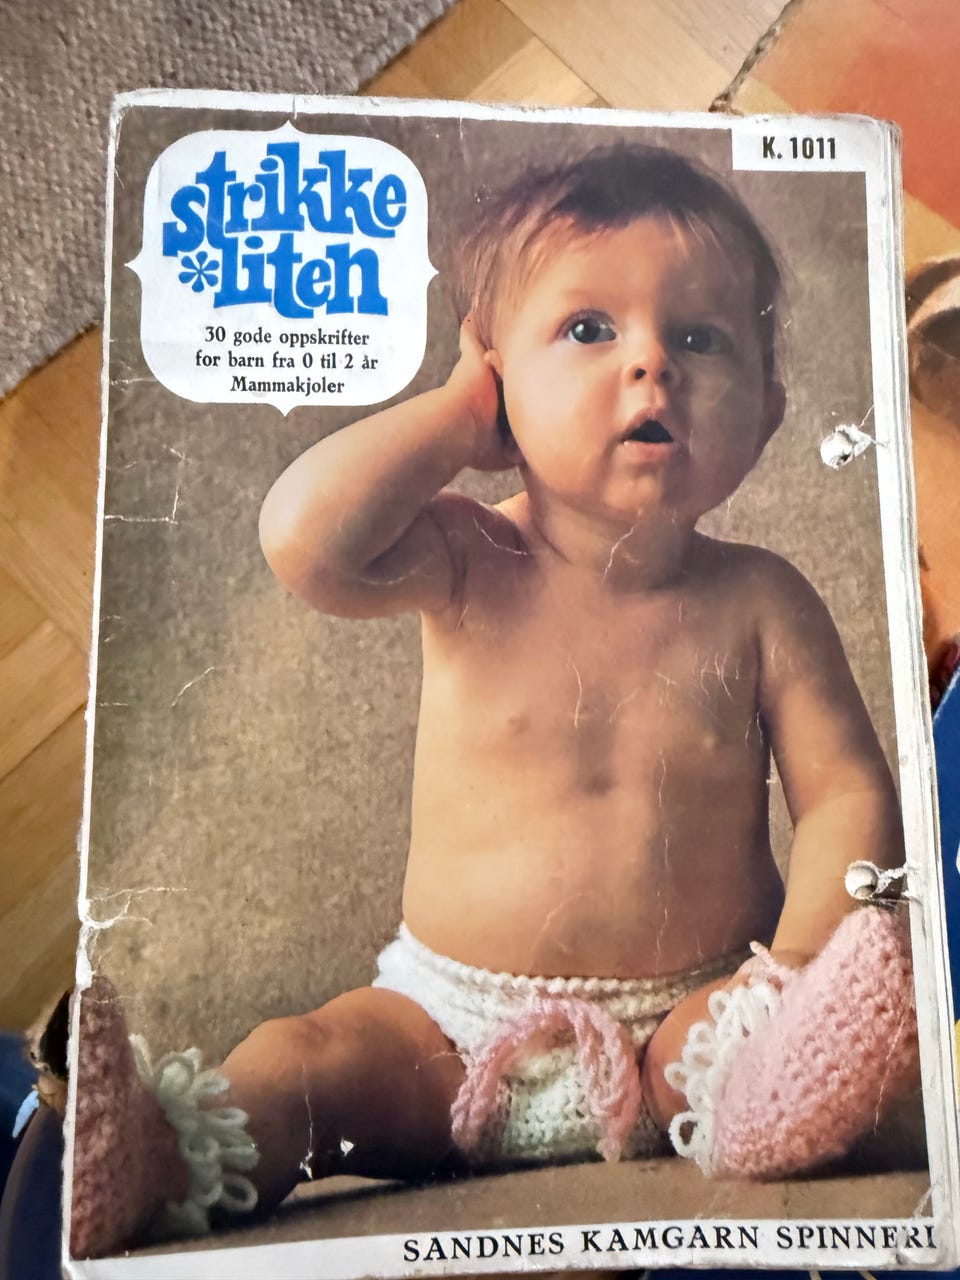 K. 1011
strikke
liten
30 gode oppskrifter
for barn fra 0 til 2 år
Mammakjoler
SANDNES KAMGARN SPINNERI